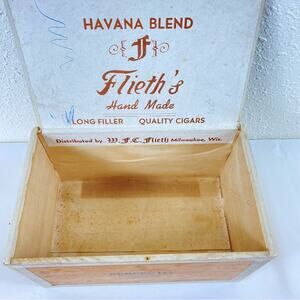 HAVANA BLEND
F
Flieth's
Hand Made
LONG FILLER QUALITY CIGARS
Distributed by W.F.C. Flieth Milwaukee, Wis.